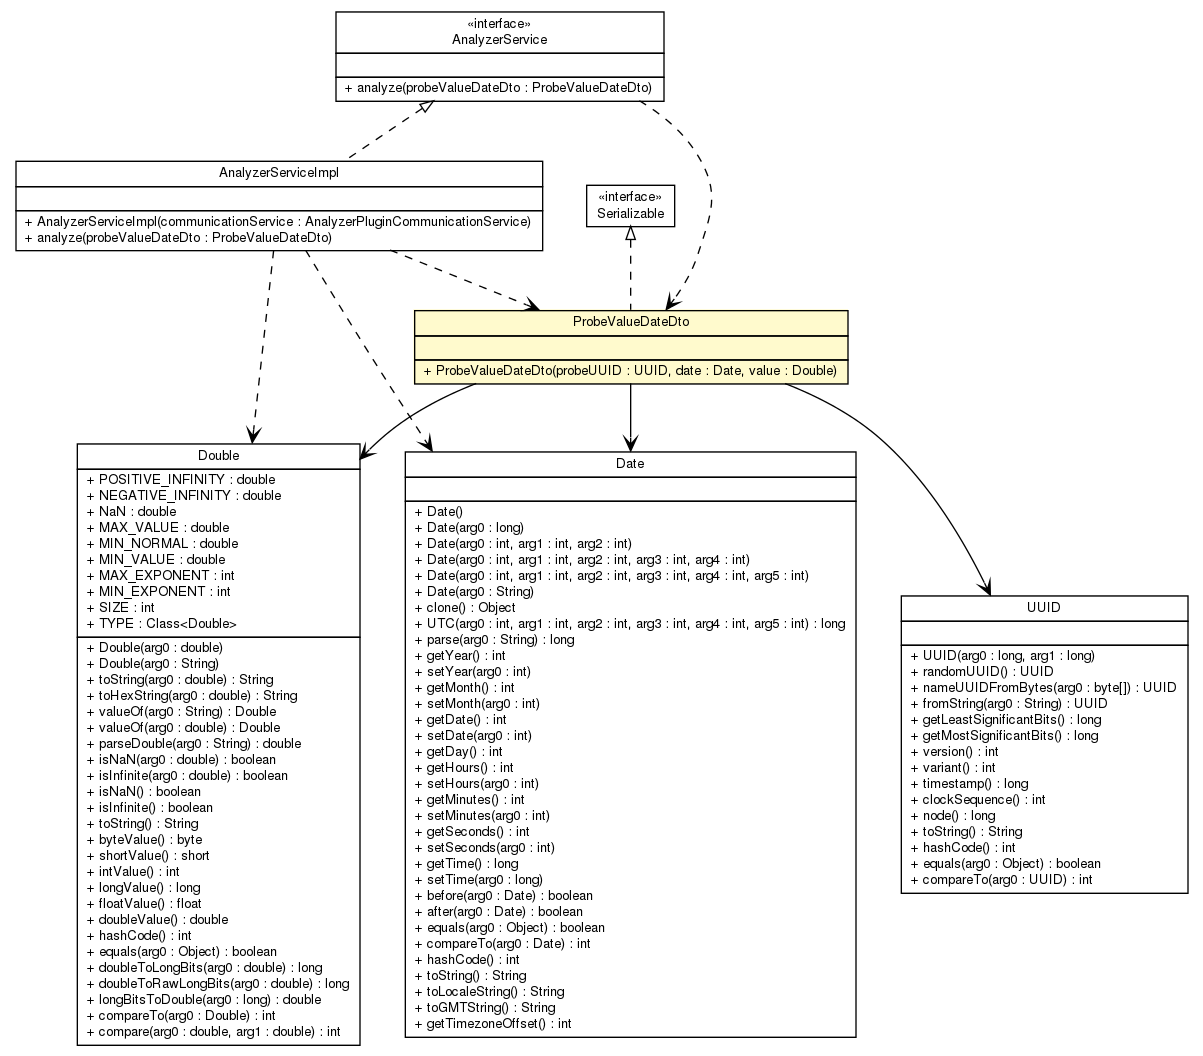 «interface»
AnalyzerService
+ analyze(probeValueDateDto : ProbeValueDateDto)
AnalyzerServiceImpl
+ AnalyzerServiceImpl(communicationService : AnalyzerPluginCommunicationService)
+ analyze(probeValueDateDto : ProbeValueDateDto)
«interface»
Serializable
ProbeValueDateDto
+ ProbeValueDateDto(probeUUID : UUID, date : Date, value : Double)
Double
+ POSITIVE_INFINITY : double
+ NEGATIVE_INFINITY : double
+ NaN : double
+ MAX_VALUE : double
+ MIN_NORMAL : double
+ MIN_VALUE : double
+ MAX_EXPONENT : int
+ MIN_EXPONENT : int
+ SIZE : int
+ TYPE : Class<Double>
+ Double(arg0 : double)
+ Double(arg0 : String)
+ toString(arg0 : double) : String
+ toHexString(arg0 : double) : String
+ valueOf(arg0 : String) : Double
+ valueOf(arg0 : double) : Double
+ parseDouble(arg0 : String) : double
+ isNaN(arg0 : double) : boolean
+ isInfinite(arg0 : double) : boolean
+ isNaN() : boolean
+ isInfinite() : boolean
+ toString() : String
+ byteValue() : byte
+ shortValue() : short
+ intValue() : int
+ longValue() : long
+ floatValue() : float
+ doubleValue() : double
+ hashCode() : int
+ equals(arg0 : Object) : boolean
+ doubleToLongBits(arg0 : double) : long
+ doubleToRawLongBits(arg0 : double) : long
+ longBitsToDouble(arg0 : long) : double
+ compareTo(arg0 : Double) : int
+ compare(arg0 : double, arg1 : double) : int
Date
+ Date()
+ Date(arg0 : long)
+ Date(arg0 : int, arg1 : int, arg2 : int)
+ Date(arg0 : int, arg1 : int, arg2 : int, arg3 : int, arg4 : int)
+ Date(arg0 : int, arg1 : int, arg2 : int, arg3 : int, arg4 : int, arg5 : int)
+ Date(arg0 : String)
+ clone() : Object
+ UTC(arg0 : int, arg1 : int, arg2 : int, arg3 : int, arg4 : int, arg5 : int) : long
+ parse(arg0 : String) : long
+ getYear() : int
+ setYear(arg0 : int)
+ getMonth() : int
+ setMonth(arg0 : int)
+ getDate() : int
+ setDate(arg0 : int)
+ getDay() : int
+ getHours() : int
+ setHours(arg0 : int)
+ getMinutes() : int
+ setMinutes(arg0 : int)
+ getSeconds() : int
+ setSeconds(arg0 : int)
+ getTime() : long
+ setTime(arg0 : long)
+ before(arg0 : Date) : boolean
+ after(arg0 : Date) : boolean
+ equals(arg0 : Object) : boolean
+ compareTo(arg0 : Date) : int
+ hashCode() : int
+ toString() : String
+ toLocaleString() : String
+ toGMTString() : String
+ getTimezoneOffset() : int
UUID
+ UUID(arg0 : long, arg1 : long)
+ randomUUID() : UUID
+ nameUUIDFromBytes(arg0 : byte[]) : UUID
+ fromString(arg0 : String) : UUID
+ getLeastSignificantBits() : long
+ getMostSignificantBits() : long
+ version() : int
+ variant() : int
+ timestamp() : long
+ clockSequence() : int
+ node() : long
+ toString() : String
+ hashCode() : int
+ equals(arg0 : Object) : boolean
+ compareTo(arg0 : UUID) : int